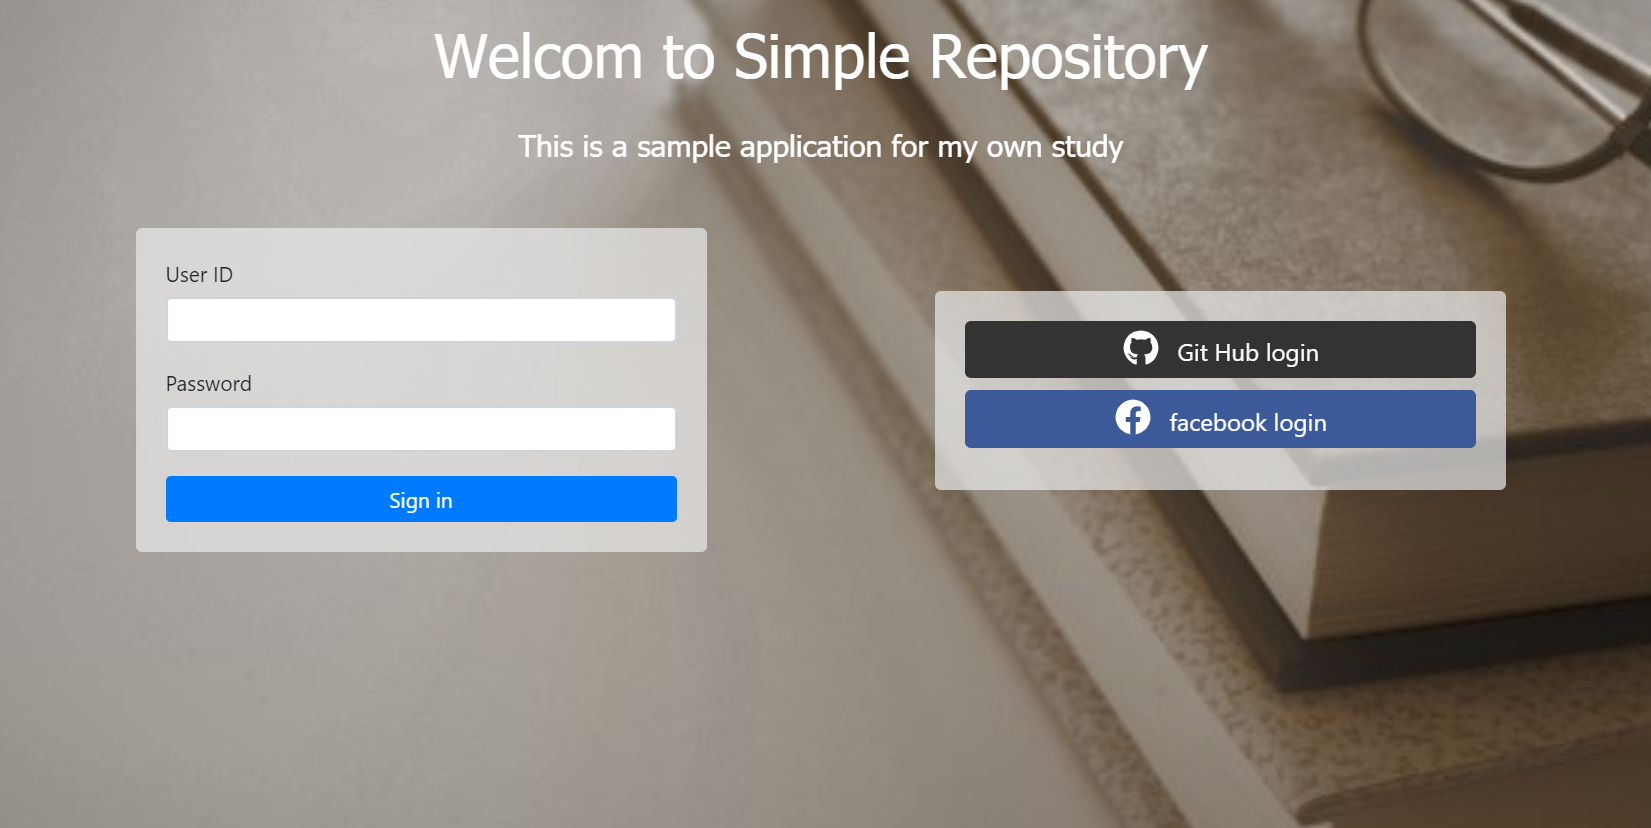 Welcom to Simple Repository
This is a sample application for my own study
User ID
Password
Sign in
Git Hub login
facebook login